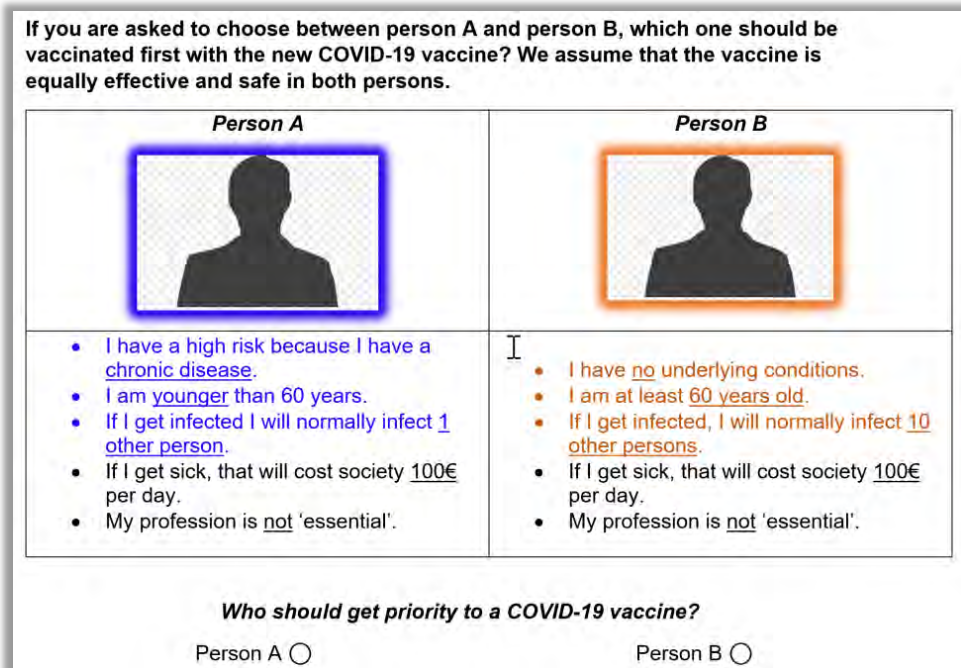 If you are asked to choose between person A and person B, which one should be
vaccinated first with the new COVID-19 vaccine? We assume that the vaccine is
equally effective and safe in both persons.
Person A
Person B
• I have a high risk because I have a
chronic disease.
• I am younger than 60 years.
• If I get infected I will normally infect 1
other person.
• If I get sick, that will cost society 100€
per day.
• My profession is not ‘essential’.
• I have no underlying conditions.
• I am at least 60 years old.
• If I get infected, I will normally infect 10
other persons.
• If I get sick, that will cost society 100€
per day.
• My profession is not ‘essential’.
Who should get priority to a COVID-19 vaccine?
Person A
Person B